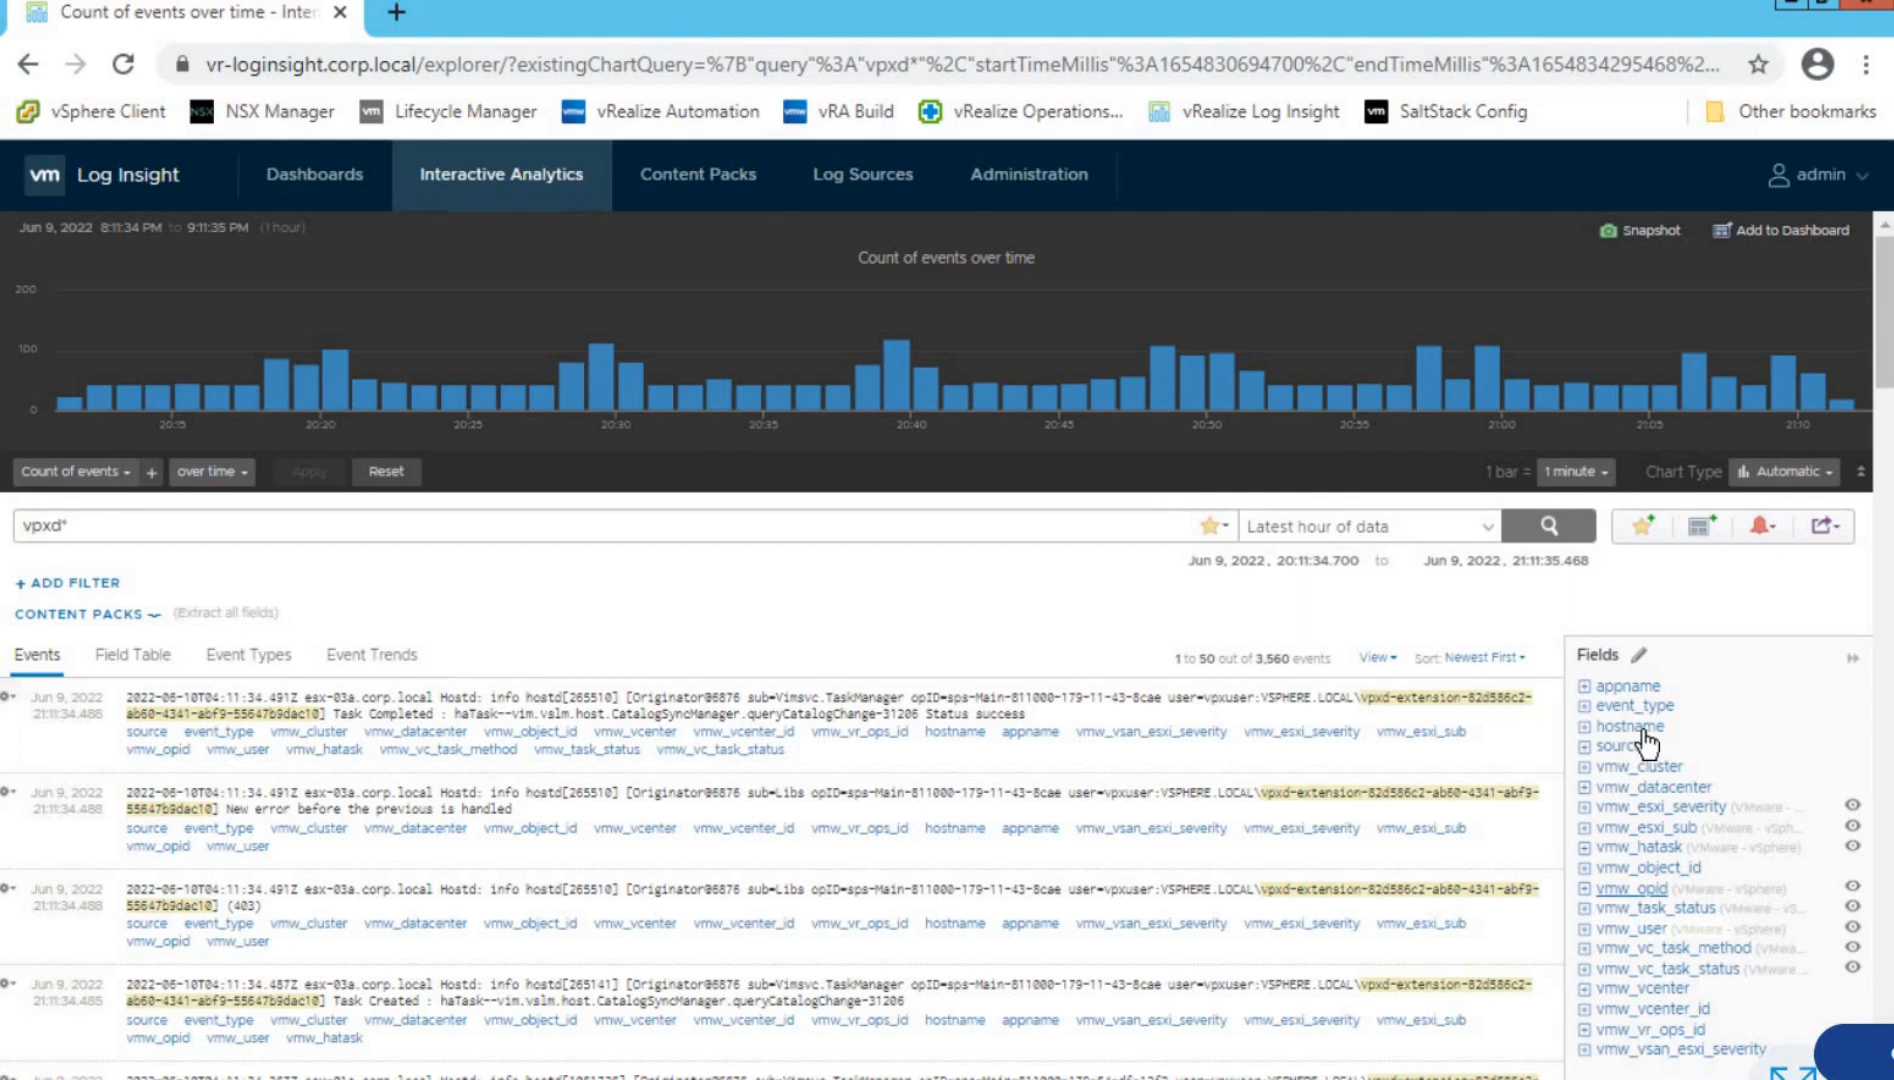 Count of events over time - Inter
vr-loginsight.corp.local/explorer/?existingChartQuery=%7B"query"%3A"vpxd*"%2C"startTimeMillis"%3A1654830694700%2C"endTimeMillis"%3A1654834295468%2...
vSphere Client NSX NSX Manager vm Lifecycle Manager vmw vRealize Automation vmw vRA Build vRealize Operations... vRealize Log Insight vm SaltStack Config Other bookmarks
vm Log Insight Dashboards Interactive Analytics Content Packs Log Sources Administration admin
Jun 9, 2022 8:11:34 PM to 9:11:35 PM (1 hour) Snapshot Add to Dashboard
Count of events over time
200
100
0
20:15 20:20 20:25 20:30 20:35 20:40 20:45 20:50 20:55 21:00 21:05 21:10
Count of events + over time Apply Reset 1 bar = 1 minute Chart Type Automatic
vpxd* Latest hour of data
Jun 9, 2022, 20:11:34.700 to Jun 9, 2022, 21:11:35.468
+ ADD FILTER
CONTENT PACKS (Extract all fields)
Events Field Table Event Types Event Trends 1 to 50 out of 3,560 events View Sort: Newest First
Jun 9, 2022
21:11:34.488
2022-06-10T04:11:34.491Z esx-03a.corp.local Hostd: info hostd[265510] [Originator@6876 sub=Vimsvc.TaskManager opID=sps-Main-811000-179-11-43-8cae user=vpxuser:VSPHERE.LOCAL\vpxd-extension-82d586c2-
ab60-4341-abf9-55647b9dac10] Task Completed : haTask--vim.vslm.host.CatalogSyncManager.queryCatalogChange-31206 Status success
source event_type vmw_cluster vmw_datacenter vmw_object_id vmw_vcenter vmw_vcenter_id vmw_vr_ops_id hostname appname vmw_vsan_esxi_severity vmw_esxi_severity vmw_esxi_sub
vmw_opid vmw_user vmw_hatask vmw_vc_task_method vmw_task_status vmw_vc_task_status
Jun 9, 2022
21:11:34.488
2022-06-10T04:11:34.491Z esx-03a.corp.local Hostd: info hostd[265510] [Originator@6876 sub=Libs opID=sps-Main-811000-179-11-43-8cae user=vpxuser:VSPHERE.LOCAL\vpxd-extension-82d586c2-ab60-4341-abf9-
55647b9dac10] New error before the previous is handled
source event_type vmw_cluster vmw_datacenter vmw_object_id vmw_vcenter vmw_vcenter_id vmw_vr_ops_id hostname appname vmw_vsan_esxi_severity vmw_esxi_severity vmw_esxi_sub
vmw_opid vmw_user
Jun 9, 2022
21:11:34.488
2022-06-10T04:11:34.491Z esx-03a.corp.local Hostd: info hostd[265510] [Originator@6876 sub=Libs opID=sps-Main-811000-179-11-43-8cae user=vpxuser:VSPHERE.LOCAL\vpxd-extension-82d586c2-ab60-4341-abf9-
55647b9dac10] (403)
source event_type vmw_cluster vmw_datacenter vmw_object_id vmw_vcenter vmw_vcenter_id vmw_vr_ops_id hostname appname vmw_vsan_esxi_severity vmw_esxi_severity vmw_esxi_sub
vmw_opid vmw_user
Jun 9, 2022
21:11:34.485
2022-06-10T04:11:34.487Z esx-03a.corp.local Hostd: info hostd[265141] [Originator@6876 sub=Vimsvc.TaskManager opID=sps-Main-811000-179-11-43-8cae user=vpxuser:VSPHERE.LOCAL\vpxd-extension-82d586c2-
ab60-4341-abf9-55647b9dac10] Task Created : haTask--vim.vslm.host.CatalogSyncManager.queryCatalogChange-31206
source event_type vmw_cluster vmw_datacenter vmw_object_id vmw_vcenter vmw_vcenter_id vmw_vr_ops_id hostname appname vmw_vsan_esxi_severity vmw_esxi_severity vmw_esxi_sub
vmw_opid vmw_user vmw_hatask
Fields
appname
event_type
hostname
vmw_cluster
vmw_datacenter
vmw_esxi_severity (VMware - ...
vmw_esxi_sub (VMware - vSph...
vmw_hatask (VMware - vSphere)
vmw_object_id
vmw_opid (VMware - vSphere)
vmw_task_status (VMware - vS...
vmw_user (VMware - vSphere)
vmw_vc_task_method (VMwa...
vmw_vc_task_status (VMware ...
vmw_vcenter
vmw_vcenter_id
vmw_vr_ops_id
vmw_vsan_esxi_severity